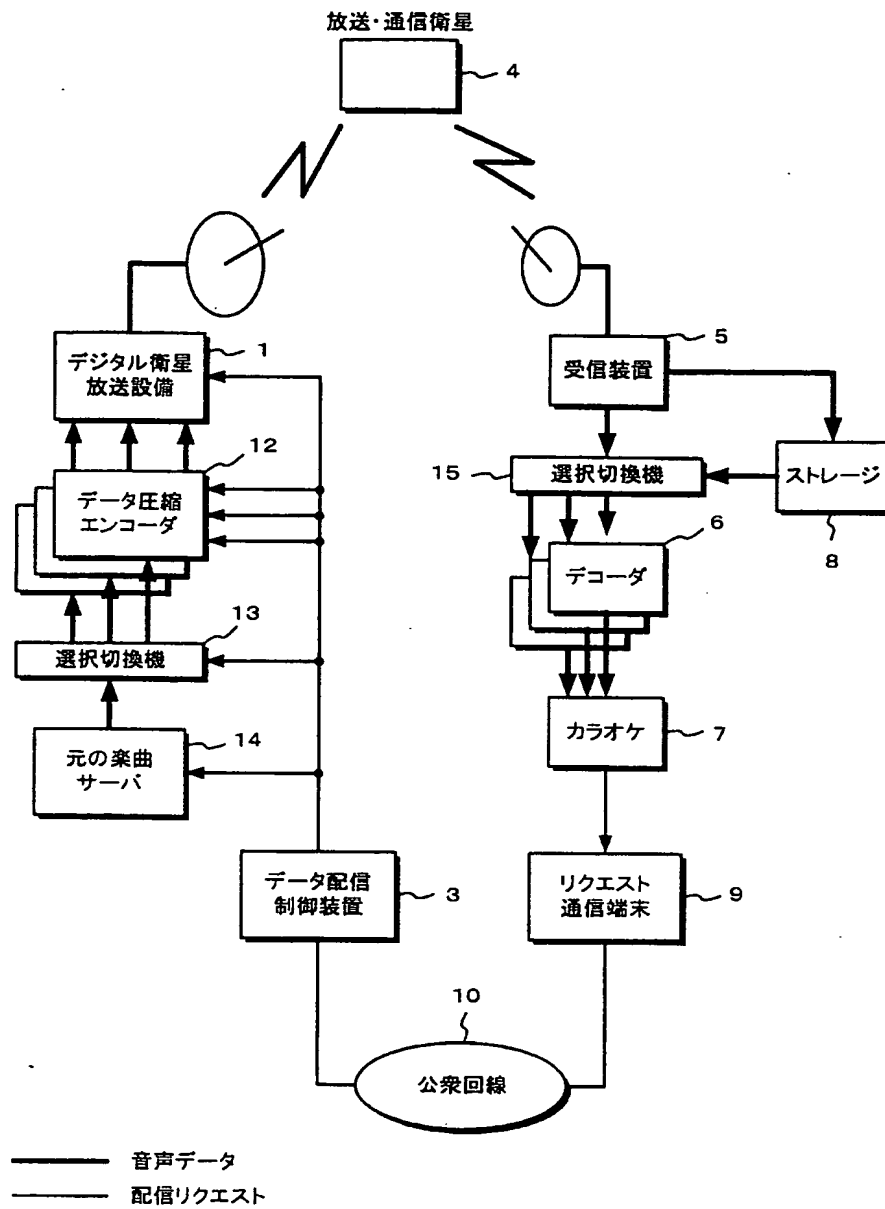 放送・通信衛星
4
デジタル衛星
放送設備
1
受信装置
5
データ圧縮
エンコーダ
12
選択切換機
15
ストレージ
8
デコーダ
6
選択切換機
13
元の楽曲
サーバ
14
カラオケ
7
データ配信
制御装置
3
リクエスト
通信端末
9
10
公衆回線
音声データ
配信リクエスト